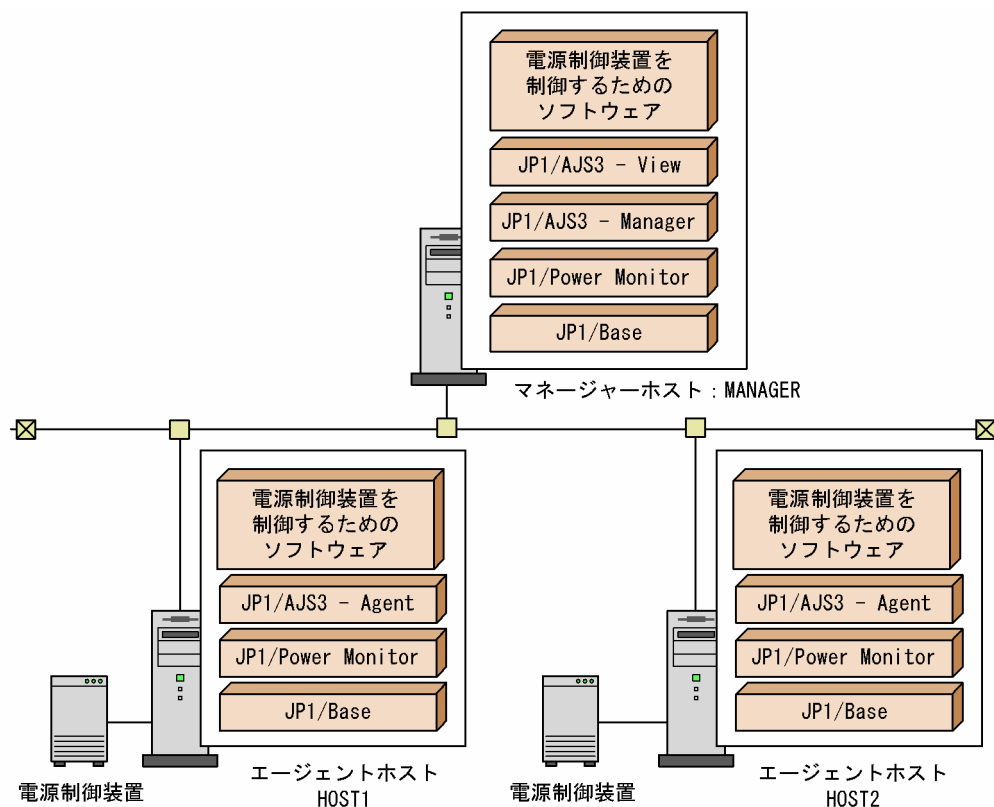 電源制御装置を
制御するための
ソフトウェア
JP1/AJS3 - View
JP1/AJS3 - Manager
JP1/Power Monitor
JP1/Base
マネージャーホスト：MANAGER
電源制御装置を
制御するための
ソフトウェア
JP1/AJS3 - Agent
JP1/Power Monitor
JP1/Base
電源制御装置
エージェントホスト
HOST1
電源制御装置を
制御するための
ソフトウェア
JP1/AJS3 - Agent
JP1/Power Monitor
JP1/Base
電源制御装置
エージェントホスト
HOST2